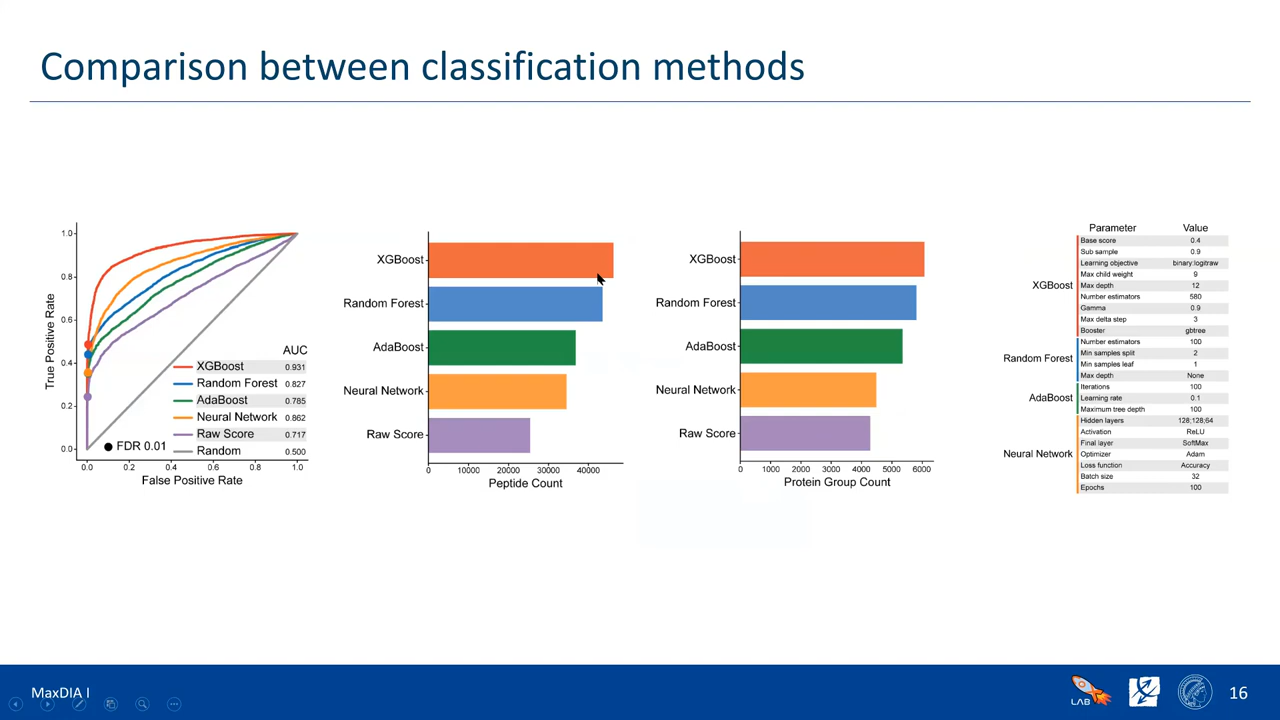 Comparison between classification methods
True Positive Rate
1.0
0.8
0.6
0.4
0.2
0.0
0.0 0.2 0.4 0.6 0.8 1.0
False Positive Rate
FDR 0.01
AUC
XGBoost 0.931
Random Forest 0.827
AdaBoost 0.785
Neural Network 0.862
Raw Score 0.717
Random 0.500
XGBoost
Random Forest
AdaBoost
Neural Network
Raw Score
0 10000 20000 30000 40000
Peptide Count
XGBoost
Random Forest
AdaBoost
Neural Network
Raw Score
0 1000 2000 3000 4000 5000 6000
Protein Group Count
Parameter Value
XGBoost
Base score 0.4
Sub sample 0.9
Learning objective binary:logitraw
Max child weight 9
Max depth 12
Number estimators 580
Gamma 0.9
Max delta step 3
Booster gbtree
Random Forest
Number estimators 100
Min samples split 2
Min samples leaf 1
Max depth None
AdaBoost
Iterations 100
Learning rate 0.1
Maximum tree depth 100
Neural Network
Hidden layers 128;128;64
Activation ReLU
Final layer SoftMax
Optimizer Adam
Loss function Accuracy
Batch size 32
Epochs 100
MaxDIA I
LAB
16